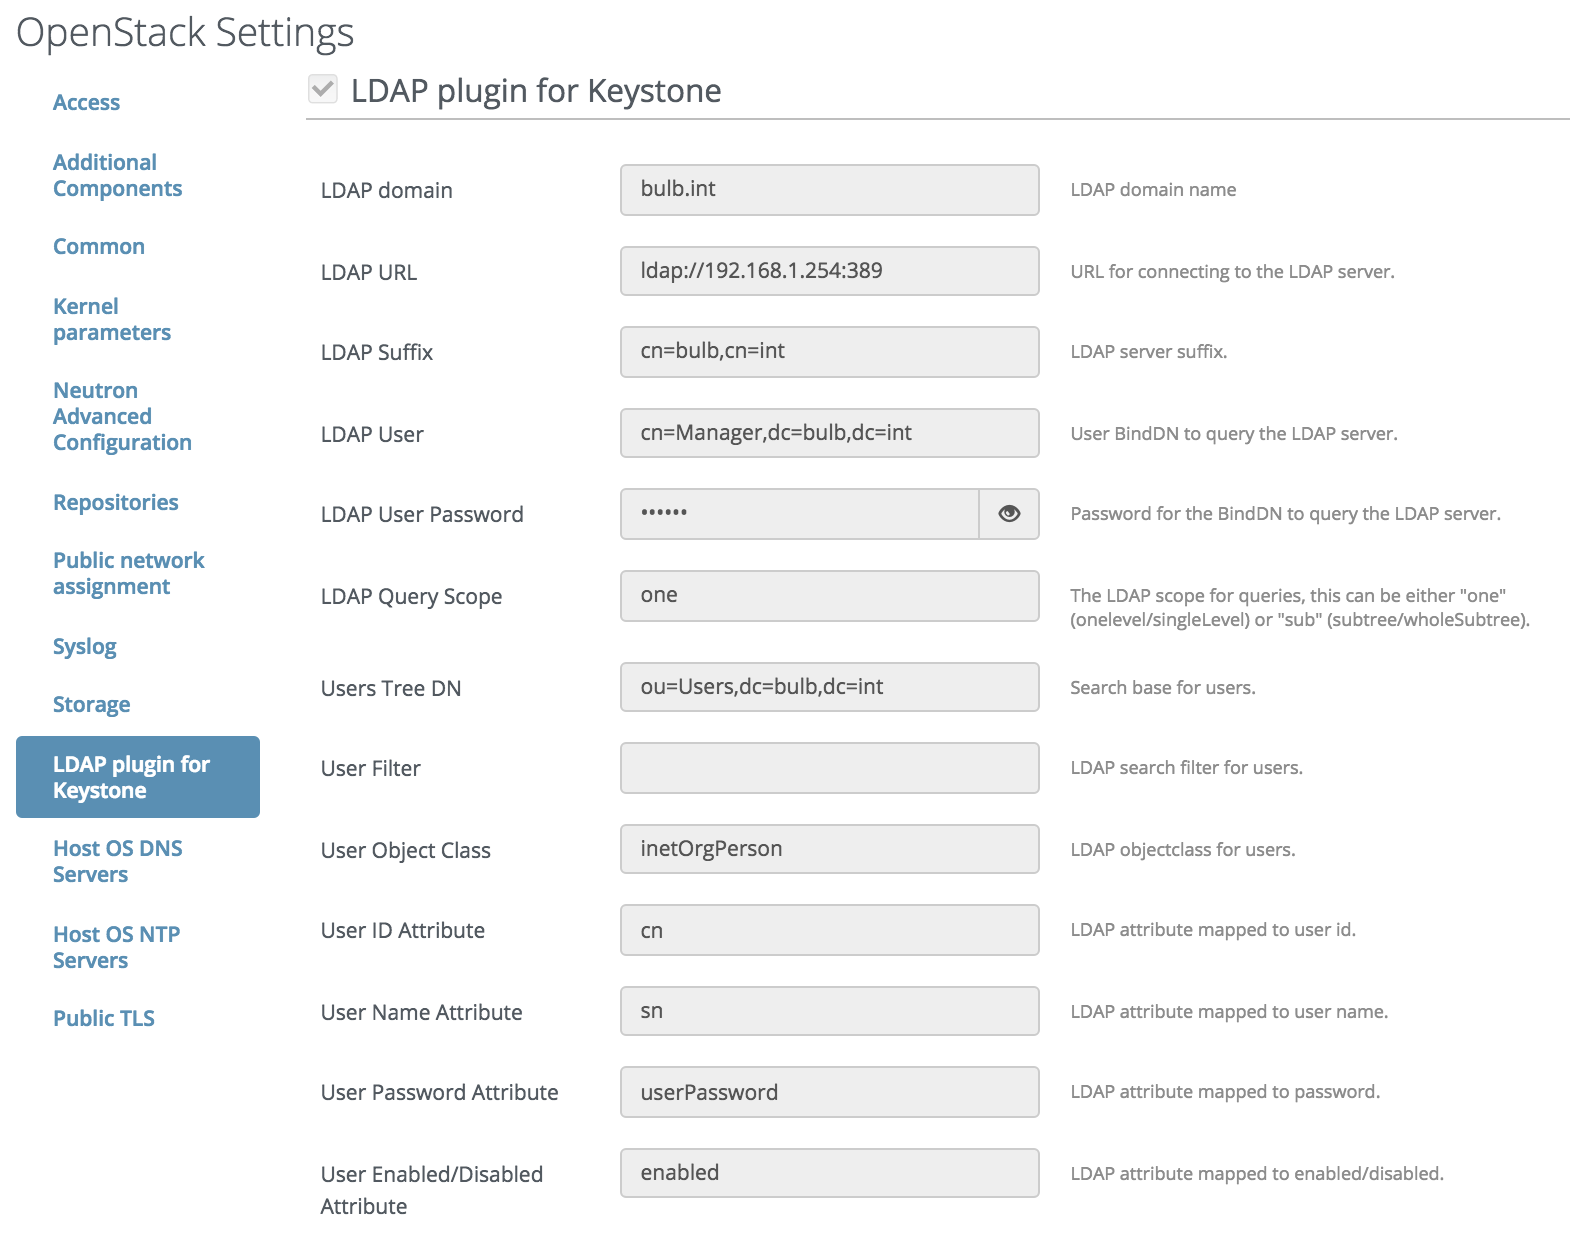 OpenStack Settings
Access
Additional
Components
Common
Kernel
parameters
Neutron
Advanced
Configuration
Repositories
Public network
assignment
Syslog
Storage
LDAP plugin for
Keystone
Host OS DNS
Servers
Host OS NTP
Servers
Public TLS
LDAP plugin for Keystone
LDAP domain bulb.int LDAP domain name
LDAP URL ldap://192.168.1.254:389 URL for connecting to the LDAP server.
LDAP Suffix cn=bulb,cn=int LDAP server suffix.
LDAP User cn=Manager,dc=bulb,dc=int User BindDN to query the LDAP server.
LDAP User Password •••••• Password for the BindDN to query the LDAP server.
LDAP Query Scope one The LDAP scope for queries, this can be either "one"
(onelevel/singleLevel) or "sub" (subtree/wholeSubtree).
Users Tree DN ou=Users,dc=bulb,dc=int Search base for users.
User Filter LDAP search filter for users.
User Object Class inetOrgPerson LDAP objectclass for users.
User ID Attribute cn LDAP attribute mapped to user id.
User Name Attribute sn LDAP attribute mapped to user name.
User Password Attribute userPassword LDAP attribute mapped to password.
User Enabled/Disabled enabled LDAP attribute mapped to enabled/disabled.
Attribute